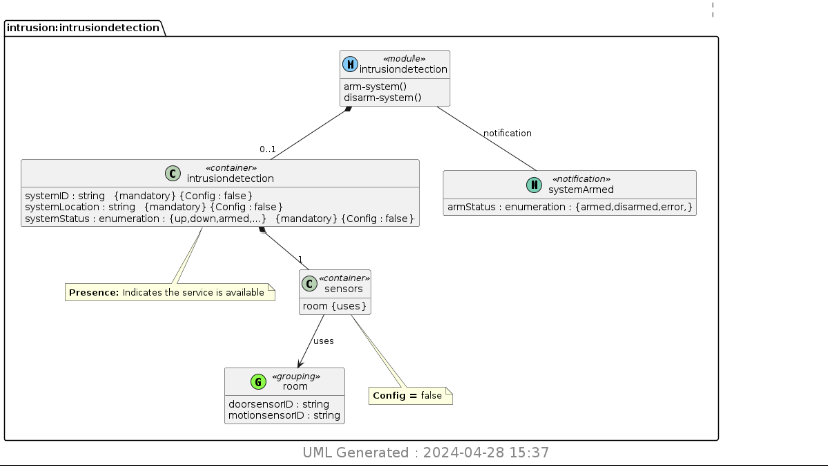 intrusion:intrusiondetection
«module»
M
intrusiondetection
arm-system()
disarm-system()
0..1
notification
«container»
C
intrusiondetection
systemID : string {mandatory} {Config : false}
systemLocation : string {mandatory} {Config : false}
systemStatus : enumeration : {up,down,armed,...} {mandatory} {Config : false}
«notification»
N
systemArmed
armStatus : enumeration : {armed,disarmed,error,}
1
Presence: Indicates the service is available
«container»
C
sensors
room {uses}
uses
«grouping»
G
room
doorsensorID : string
motionsensorID : string
Config = false
UML Generated : 2024-04-28 15:37